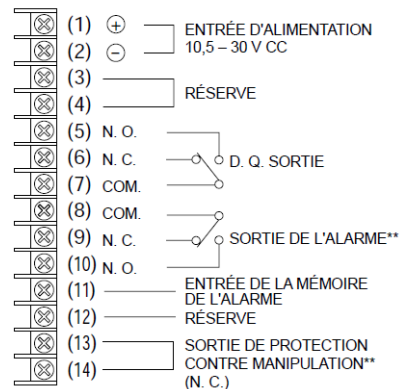 (1) + ENTRÉE D'ALIMENTATION
(2) − 10,5 – 30 V CC
(3)
RÉSERVE
(4)
(5) N. O.
(6) N. C. D. Q. SORTIE
(7) COM.
(8) COM.
(9) N. C. SORTIE DE L'ALARME**
(10) N. O.
(11) ENTRÉE DE LA MÉMOIRE
DE L'ALARME
(12) RÉSERVE
(13) SORTIE DE PROTECTION
CONTRE MANIPULATION**
(14) (N. C.)